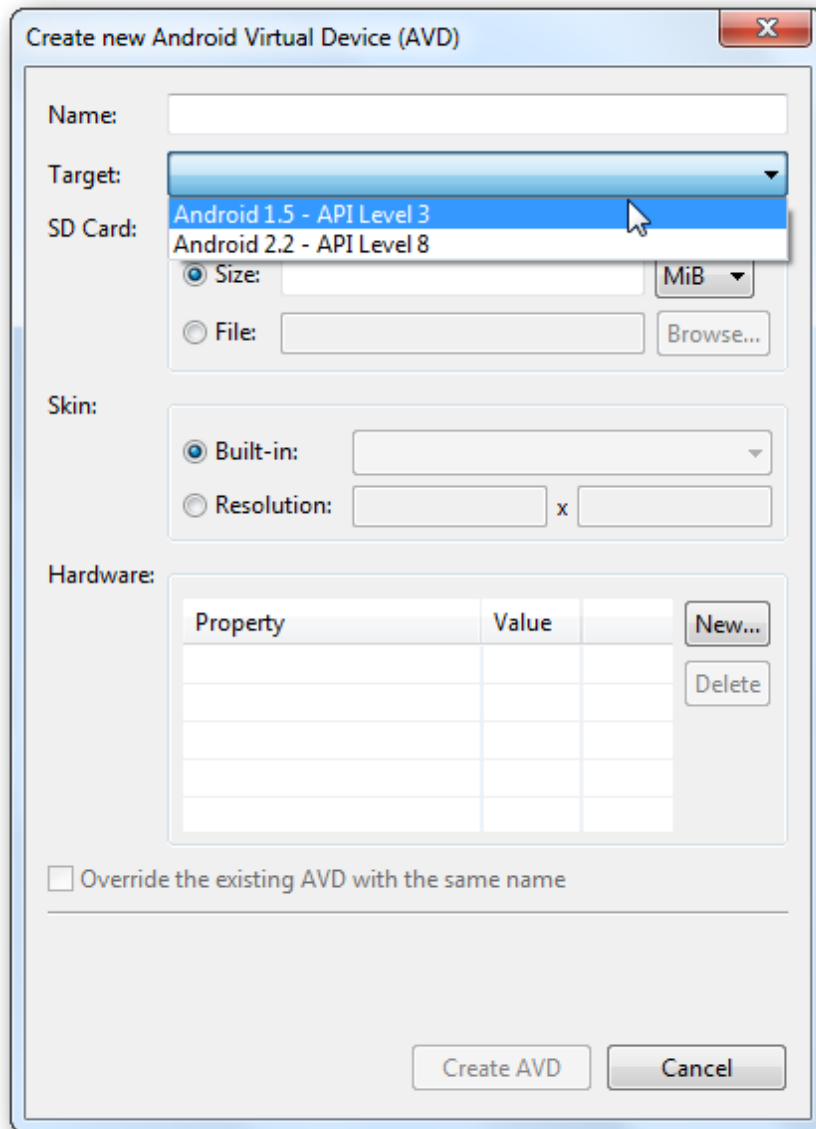 Create new Android Virtual Device (AVD)
Name:
Target:
Android 1.5 - API Level 3
SD Card:
Android 2.2 - API Level 8
Size: MiB
File: Browse...
Skin:
Built-in:
Resolution: x
Hardware:
Property Value New...
Delete
Override the existing AVD with the same name
Create AVD Cancel